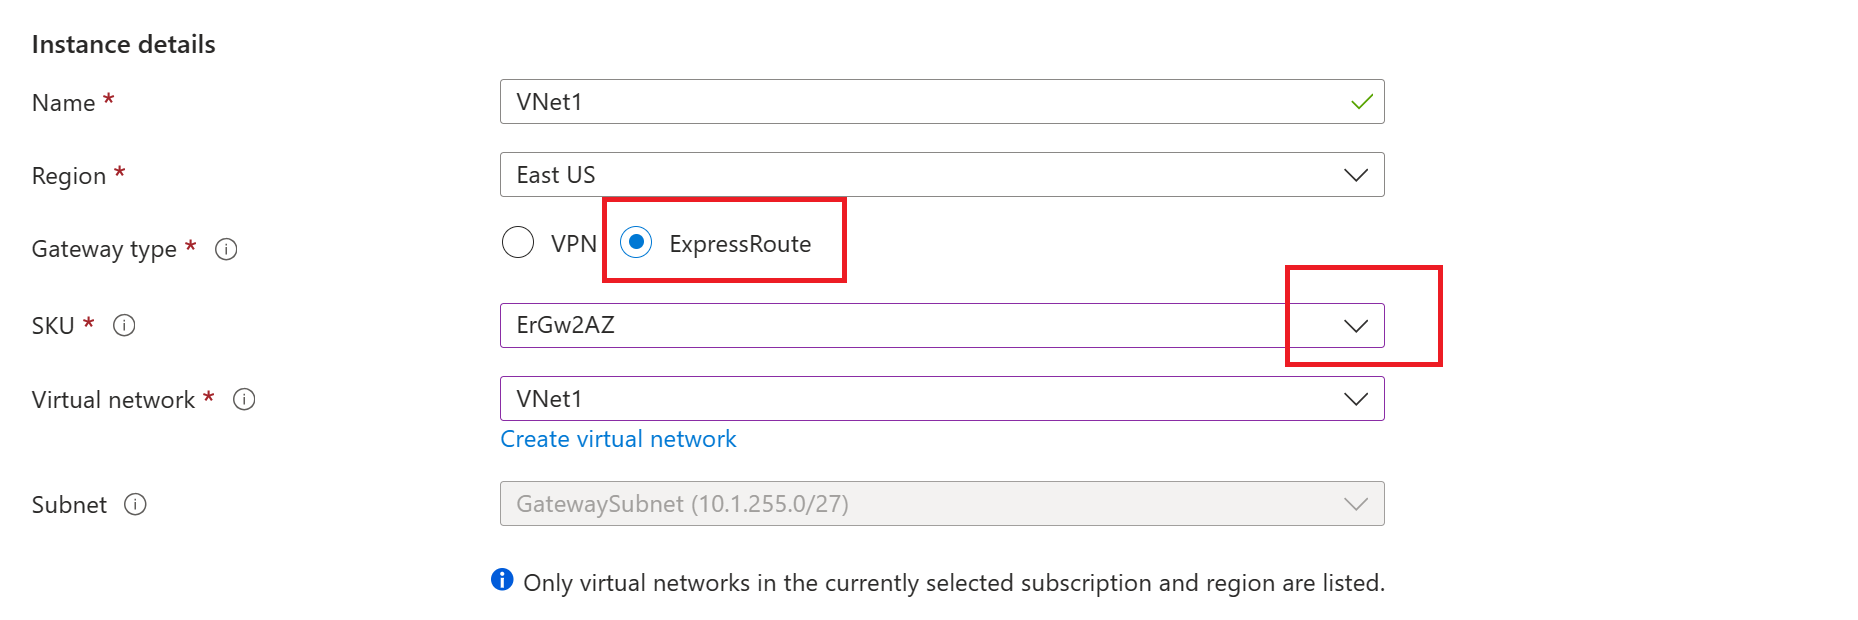 Instance details
Name *
VNet1
Region *
East US
Gateway type *
VPN
ExpressRoute
SKU *
ErGw2AZ
Virtual network *
VNet1
Create virtual network
Subnet
GatewaySubnet (10.1.255.0/27)
Only virtual networks in the currently selected subscription and region are listed.